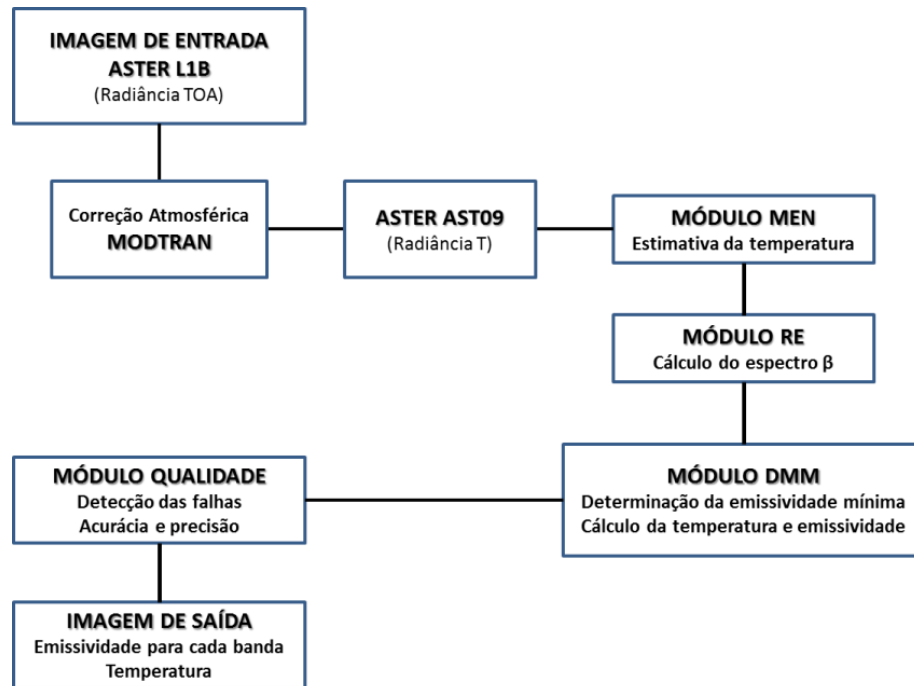 IMAGEM DE ENTRADA
ASTER L1B
(Radiância TOA)
Correção Atmosférica
MODTRAN
ASTER AST09
(Radiância T)
MÓDULO MEN
Estimativa da temperatura
MÓDULO RE
Cálculo do espectro β
MÓDULO DMM
Determinação da emissividade mínima
Cálculo da temperatura e emissividade
MÓDULO QUALIDADE
Detecção das falhas
Acurácia e precisão
IMAGEM DE SAÍDA
Emissividade para cada banda
Temperatura